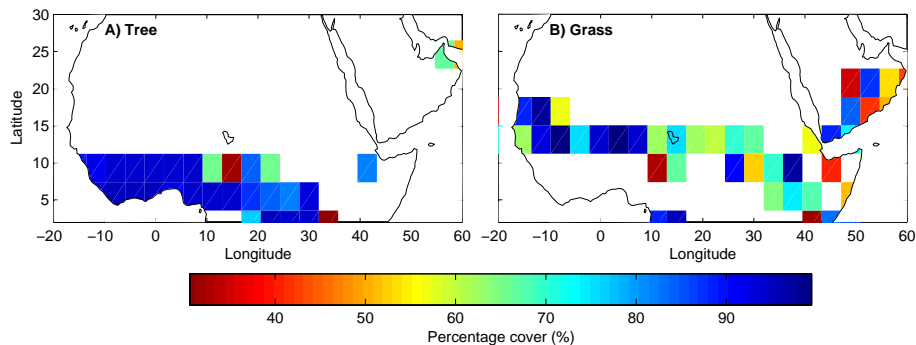 A) Tree
B) Grass
30
25
20
15
10
5
Latitude
−20 −10 0 10 20 30 40 50 60
−20 −10 0 10 20 30 40 50 60
Longitude
Longitude
40 50 60 70 80 90
Percentage cover (%)